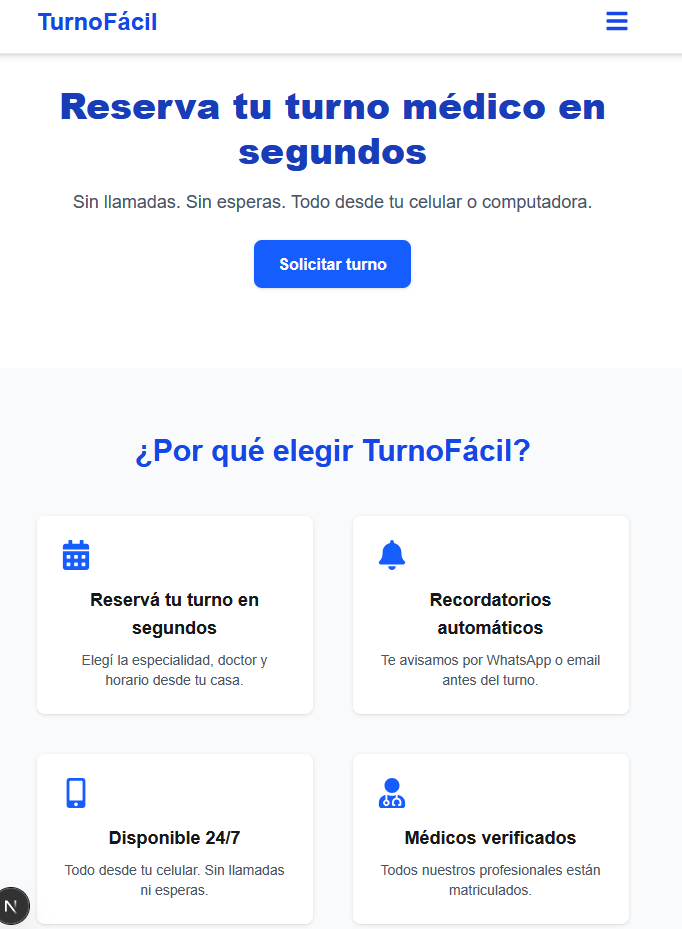 TurnoFácil
Reserva tu turno médico en
segundos
Sin llamadas. Sin esperas. Todo desde tu celular o computadora.
Solicitar turno
¿Por qué elegir TurnoFácil?
Reservá tu turno en
segundos
Elegí la especialidad, doctor y
horario desde tu casa.
Recordatorios
automáticos
Te avisamos por WhatsApp o email
antes del turno.
Disponible 24/7
Todo desde tu celular. Sin llamadas
ni esperas.
Médicos verificados
Todos nuestros profesionales están
matriculados.
N